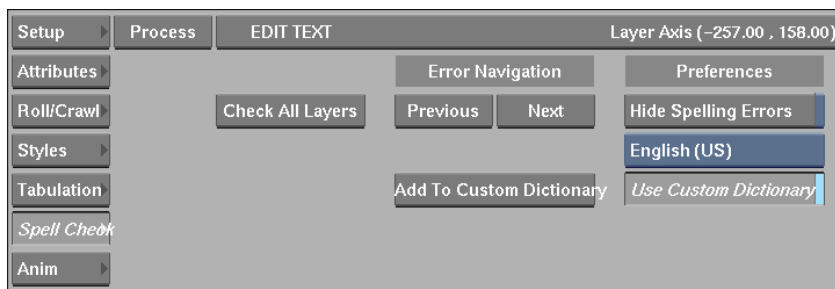 Setup Process EDIT TEXT Layer Axis (-257.00 , 158.00)
Attributes Error Navigation Preferences
Roll/Crawl Check All Layers Previous Next Hide Spelling Errors
Styles English (US)
Tabulation Add To Custom Dictionary Use Custom Dictionary
Spell Check
Anim